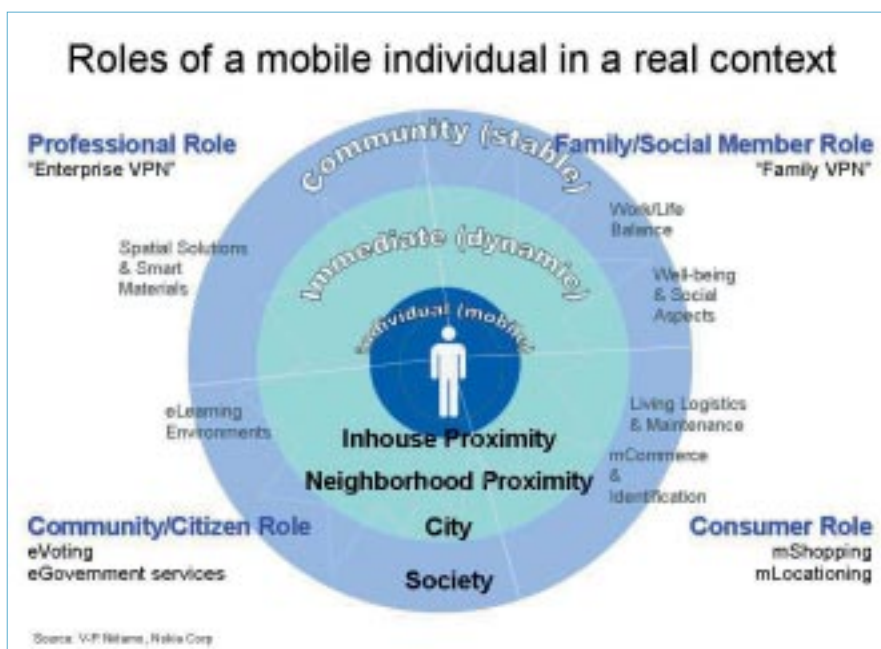 Roles of a mobile individual in a real context
Professional Role
"Enterprise VPN"
Community (stable)
Family/Social Member Role
"Family VPN"
Spatial Solutions
& Smart
Materials
Immediate (dynamic)
Work/Life
Balance
Well-being
& Social
Aspects
Individual (mobile)
eLearning
Environments
Inhouse Proximity
Neighborhood Proximity
City
Society
Living Logistics
& Maintenance
mCommerce
&
Identification
Community/Citizen Role
eVoting
eGovernment services
Consumer Role
mShopping
mLocationing
Source: V-P Nokia Corp